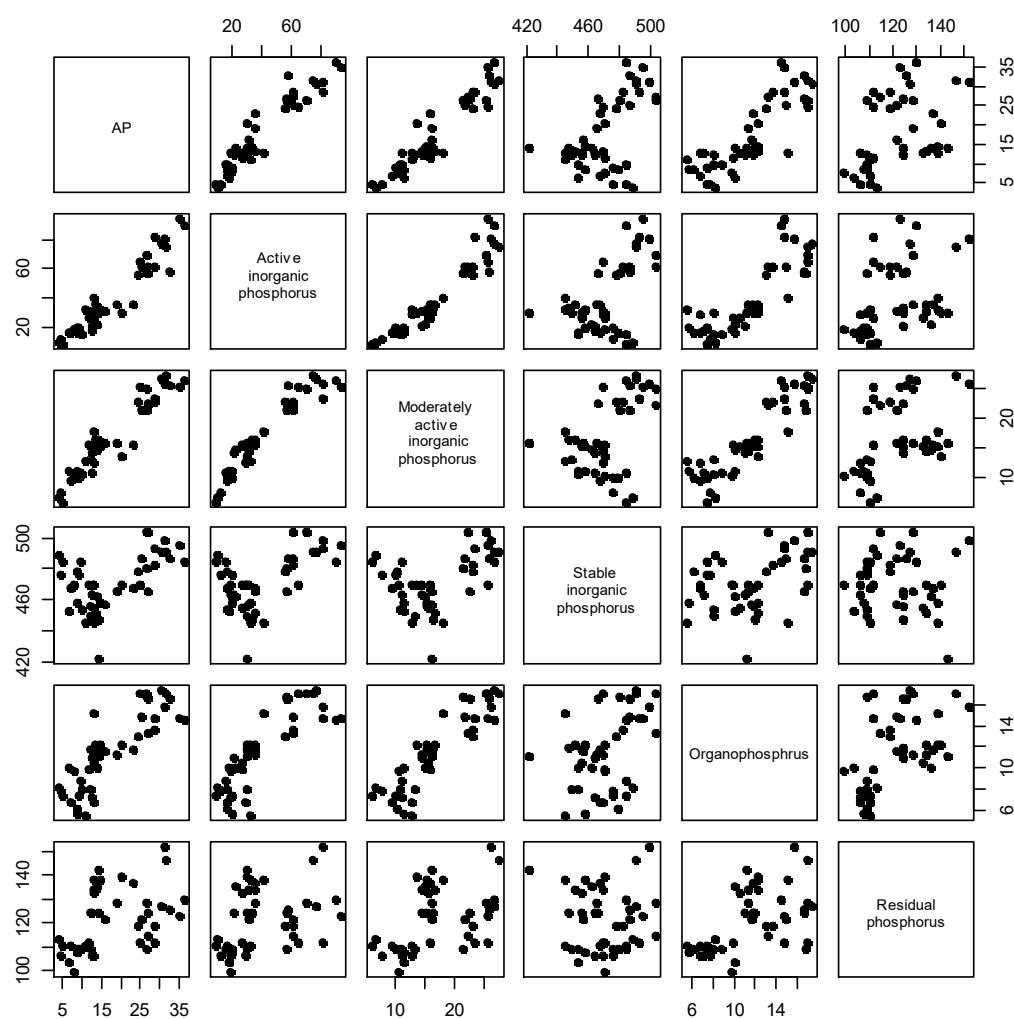 20 60
420 460 500
100 120 140
AP
5 15 25 35
20 60
Active
inorganic
phosphorus
Moderately
active
inorganic
phosphorus
10 20
420 460 500
Stable
inorganic
phosphorus
Organophosphrus
6 10 14
100 120 140
Residual
phosphorus
5 15 25 35
10 20
6 10 14